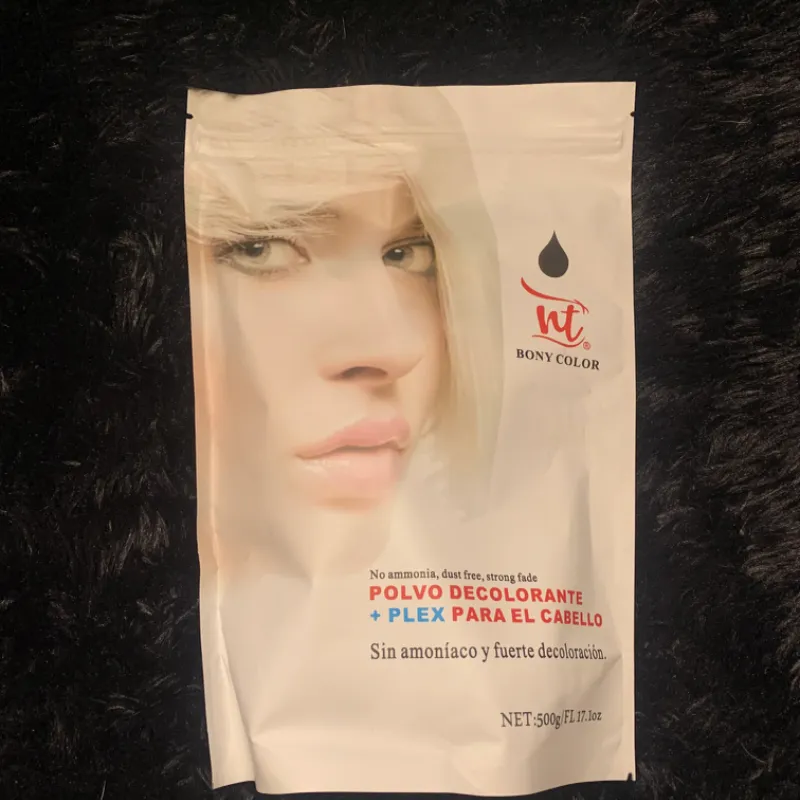 nt®
BONY COLOR
No ammonia, dust free, strong fade
POLVO DECOLORANTE
+ PLEX PARA EL CABELLO
Sin amoníaco y fuerte decoloración.
NET:500g/FL 17.1oz